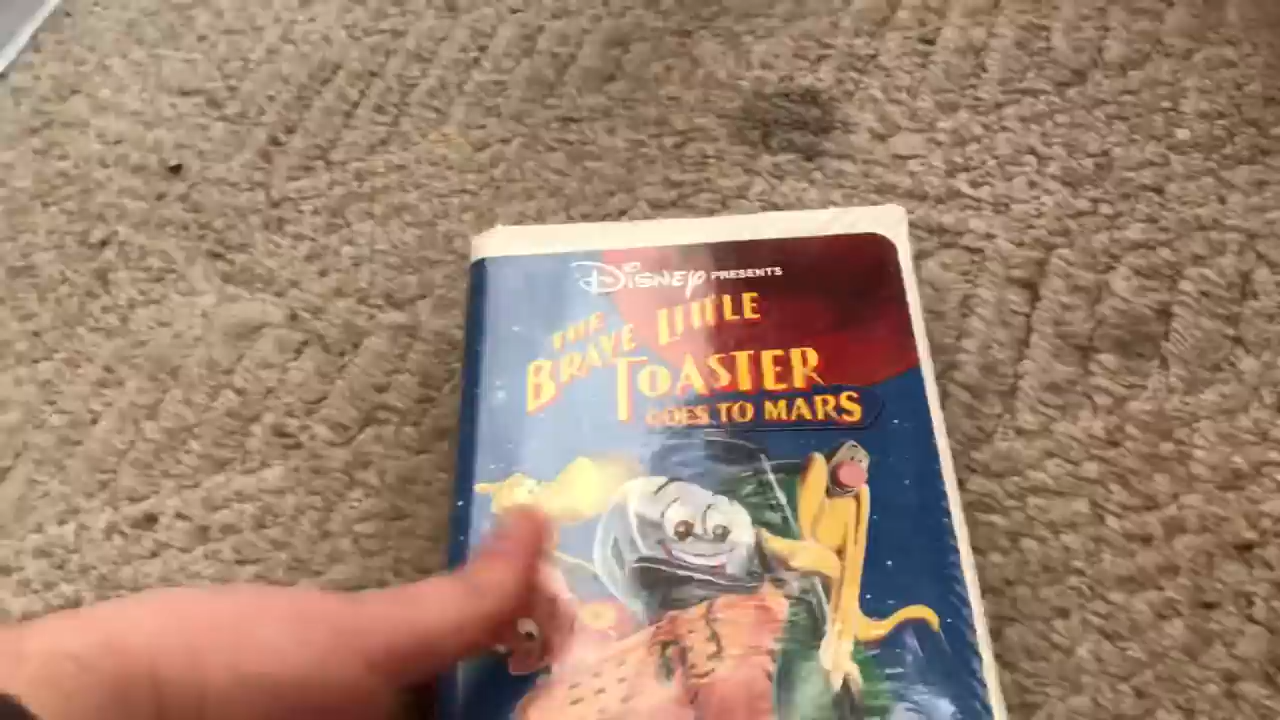 DISNEY PRESENTS
THE
BRAVE LITTLE
TOASTER
GOES TO MARS